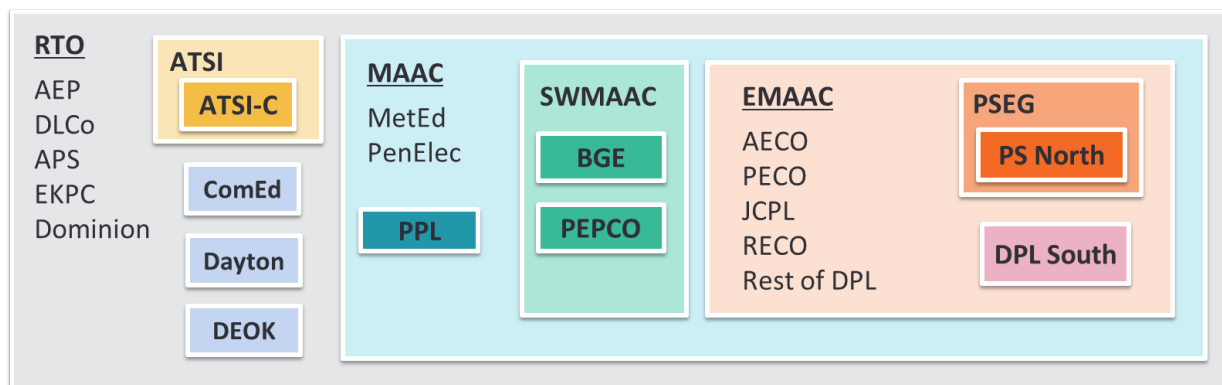 RTO
AEP
DLCo
APS
EKPC
Dominion
ATSI
ATSI-C
ComEd
Dayton
DEOK
MAAC
MetEd
PenElec
PPL
SWMAAC
BGE
PEPCO
EMAAC
AECO
PECO
JCPL
RECO
Rest of DPL
PSEG
PS North
DPL South